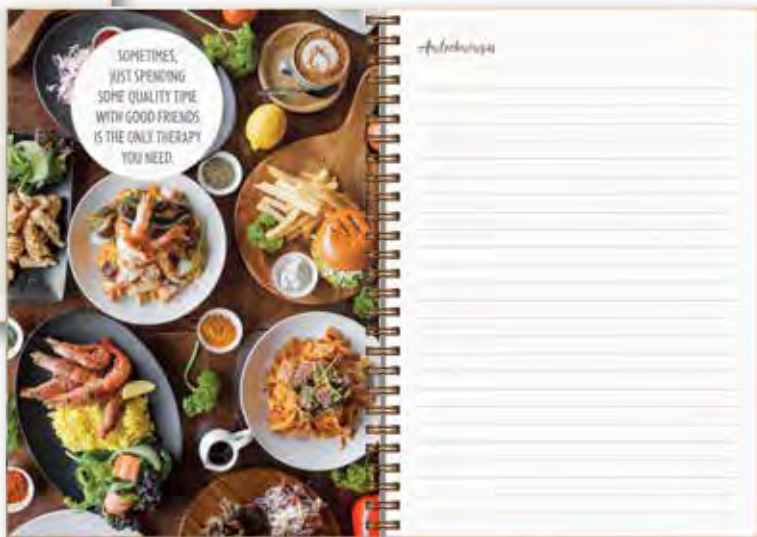 SOMETIMES,
JUST SPENDING
SOME QUALITY TIME
WITH GOOD FRIENDS
IS THE ONLY THERAPY
YOU NEED.